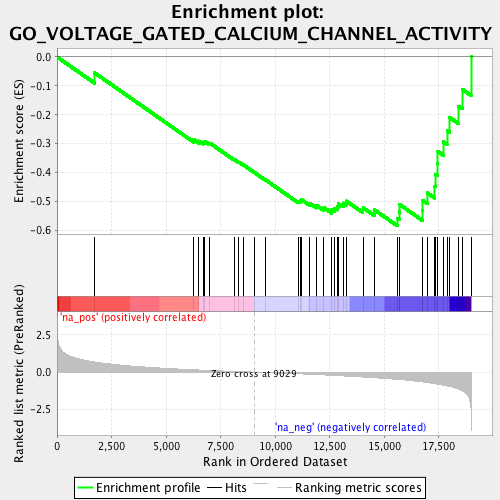 Enrichment plot:
GO_VOLTAGE_GATED_CALCIUM_CHANNEL_ACTIVITY
Enrichment score (ES)
0.0
-0.1
-0.2
-0.3
-0.4
-0.5
-0.6
'na_pos' (positively correlated)
Ranked list metric (PreRanked)
2.5
0.0
-2.5
Zero cross at 9029
'na_neg' (negatively correlated)
0
2,500
5,000
7,500
10,000
12,500
15,000
17,500
Rank in Ordered Dataset
Enrichment profile
Hits
Ranking metric scores